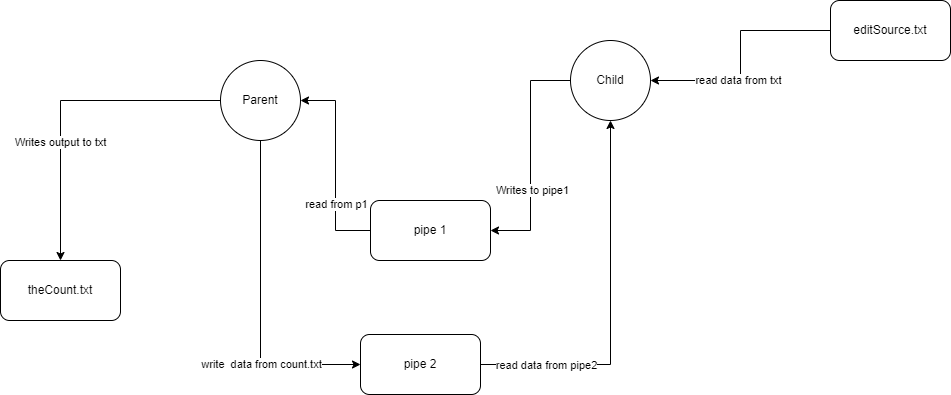 editSource.txt
Child
read data from txt
Parent
Writes output to txt
Writes to pipe1
read from p1
pipe 1
theCount.txt
write  data from count.txt
pipe 2
read data from pipe2